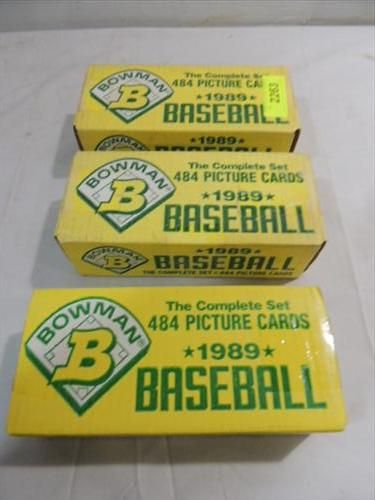 BOWMAN
B
The Complete Set
484 PICTURE CARDS
2263
★1989★
BASEBALL
BOWMAN
★1989★
BASEBALL
BOWMAN
B
The Complete Set
484 PICTURE CARDS
★1989★
BASEBALL
BOWMAN
B
★1989★
BASEBALL
THE COMPLETE SET - 484 PICTURE CARDS
BOWMAN®
B
The Complete Set
484 PICTURE CARDS
★1989★
BASEBALL